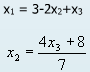 x₁ = 3-2x₂+x₃
x₂ = (4x₃ + 8)/7